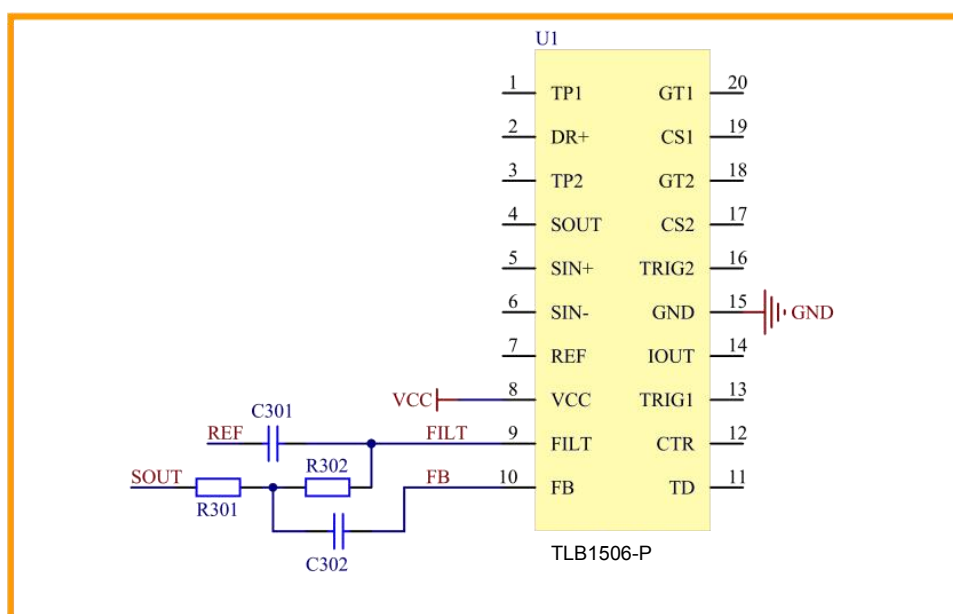 U1
1 TP1 GT1 20
2 DR+ CS1 19
3 TP2 GT2 18
4 SOUT CS2 17
5 SIN+ TRIG2 16
6 SIN- GND 15 GND
7 REF IOUT 14
VCC 8 VCC TRIG1 13
C301
REF FILT 9 FILT CTR 12
R302
SOUT FB 10 FB TD 11
R301
C302
TLB1506-P